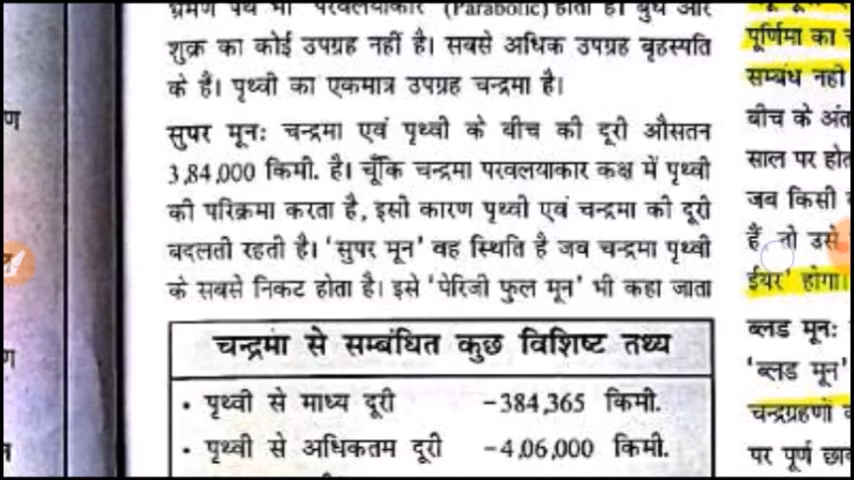 भ्रमण पथ भी परवलयाकार (Parabolic) होता है। बुध और
शुक्र का कोई उपग्रह नहीं है। सबसे अधिक उपग्रह बृहस्पति
के हैं। पृथ्वी का एकमात्र उपग्रह चन्द्रमा है।
सुपर मून: चन्द्रमा एवं पृथ्वी के बीच की दूरी औसतन
3,84,000 किमी. है। चूँकि चन्द्रमा परवलयाकार कक्ष में पृथ्वी
की परिक्रमा करता है, इसी कारण पृथ्वी एवं चन्द्रमा की दूरी
बदलती रहती है। 'सुपर मून' वह स्थिति है जब चन्द्रमा पृथ्वी
के सबसे निकट होता है। इसे 'पेरिजी फुल मून' भी कहा जाता
चन्द्रमा से सम्बंधित कुछ विशिष्ट तथ्य
• पृथ्वी से माध्य दूरी -384,365 किमी.
• पृथ्वी से अधिकतम दूरी -4,06,000 किमी.
पूर्णिमा का
सम्बंध नहीं
बीच के
साल पर
जब किसी
है, तो उसे
ईयर' होगा।
ब्लड मून:
'ब्लड मून'
चन्द्रग्रहणों
पर पूर्ण